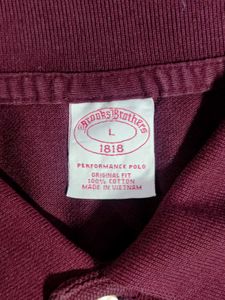 Brooks Brothers
L
1818
PERFORMANCE POLO
ORIGINAL FIT
100% COTTON
MADE IN VIETNAM